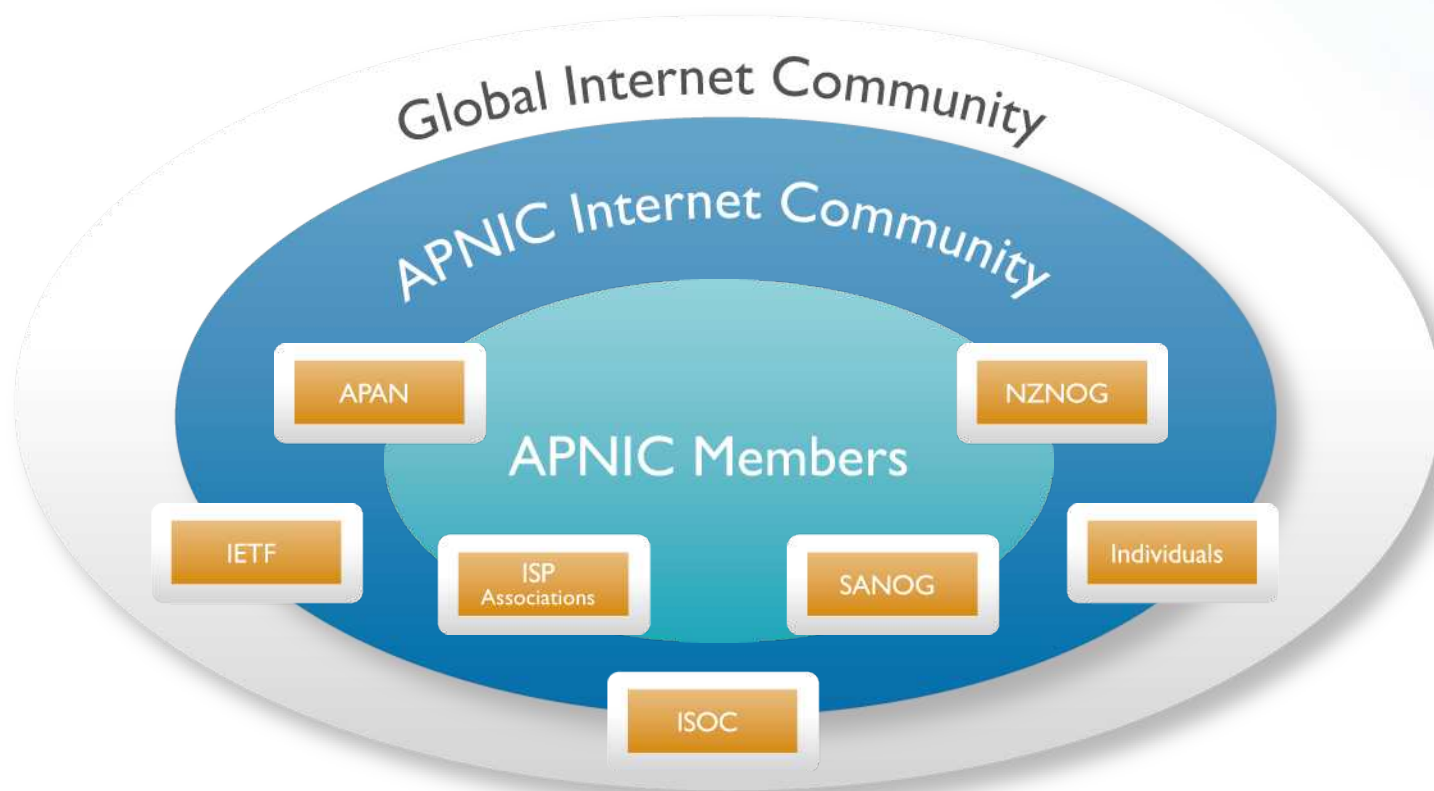 Global Internet Community
APNIC Internet Community
APAN
NZNOG
APNIC Members
IETF
ISP
Associations
SANOG
Individuals
ISOC